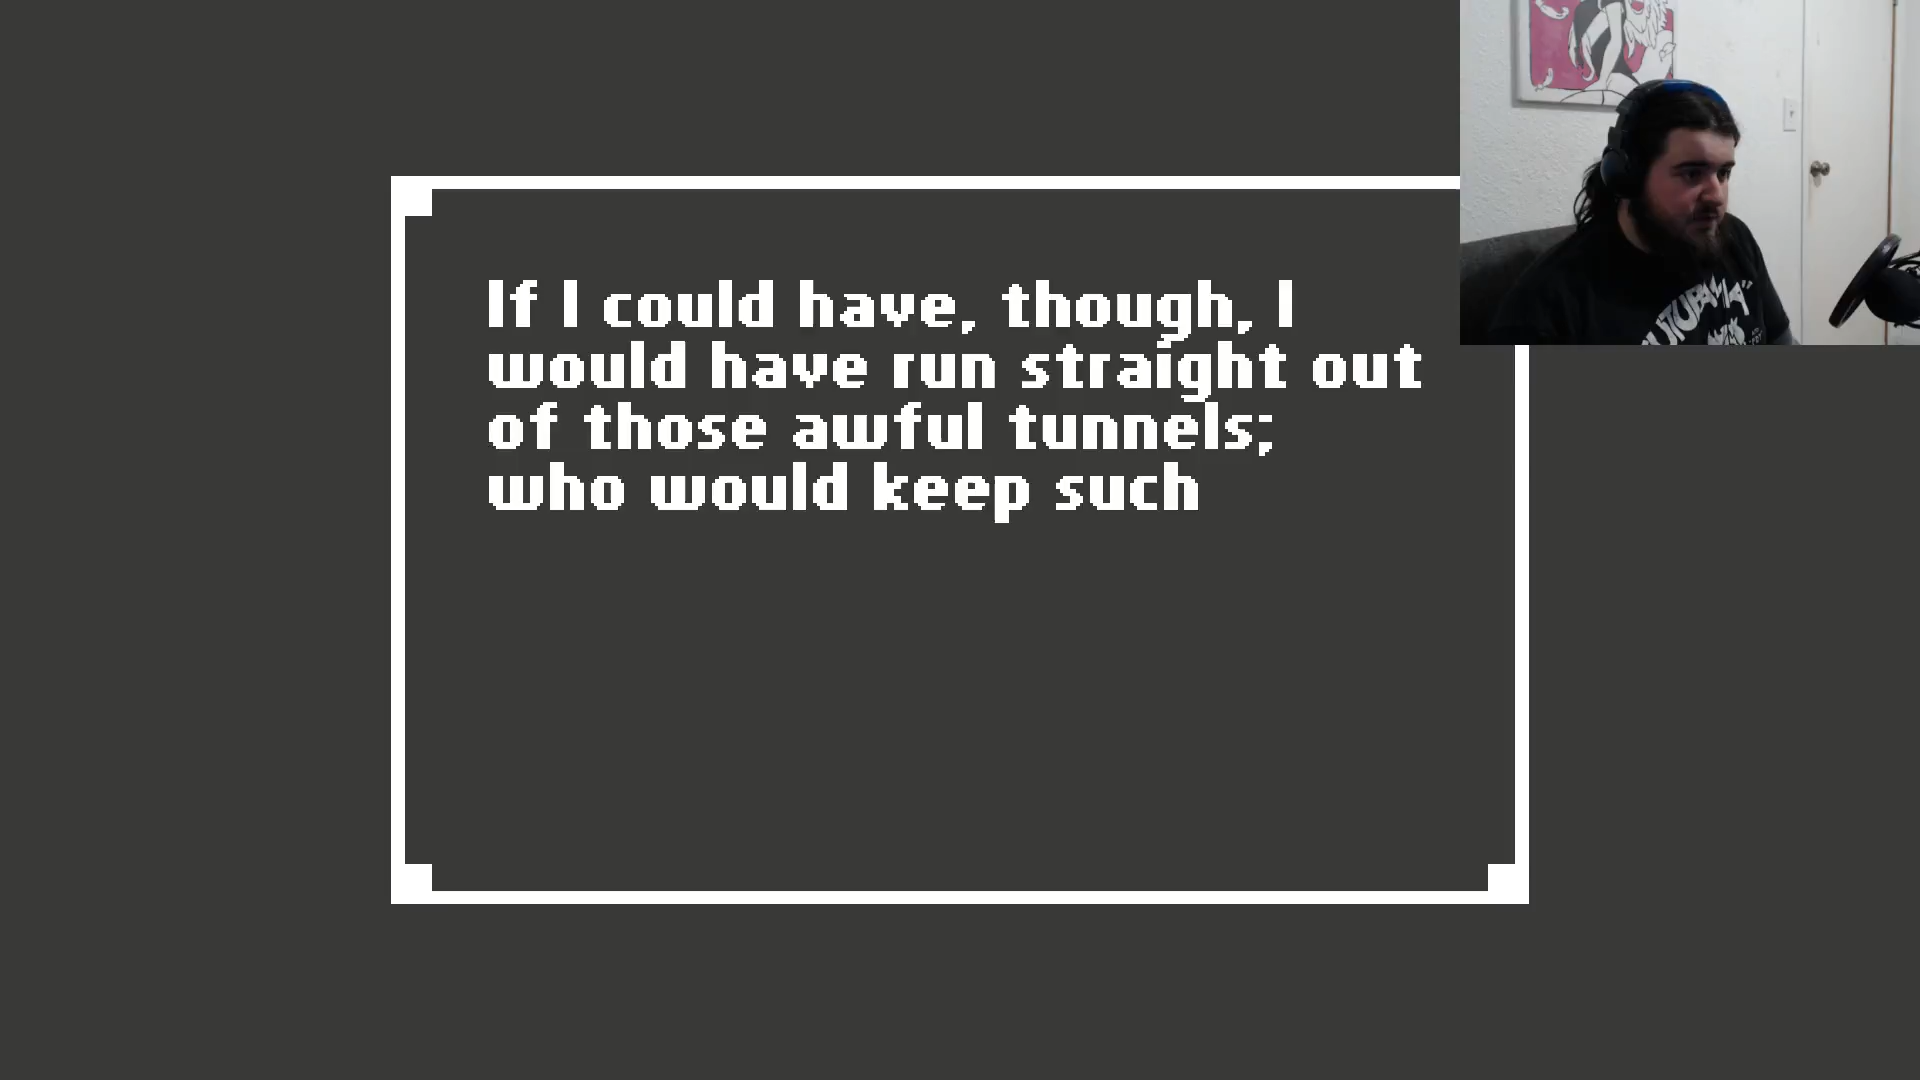 If I could have, though, I
would have run straight out
of those awful tunnels;
who would keep such